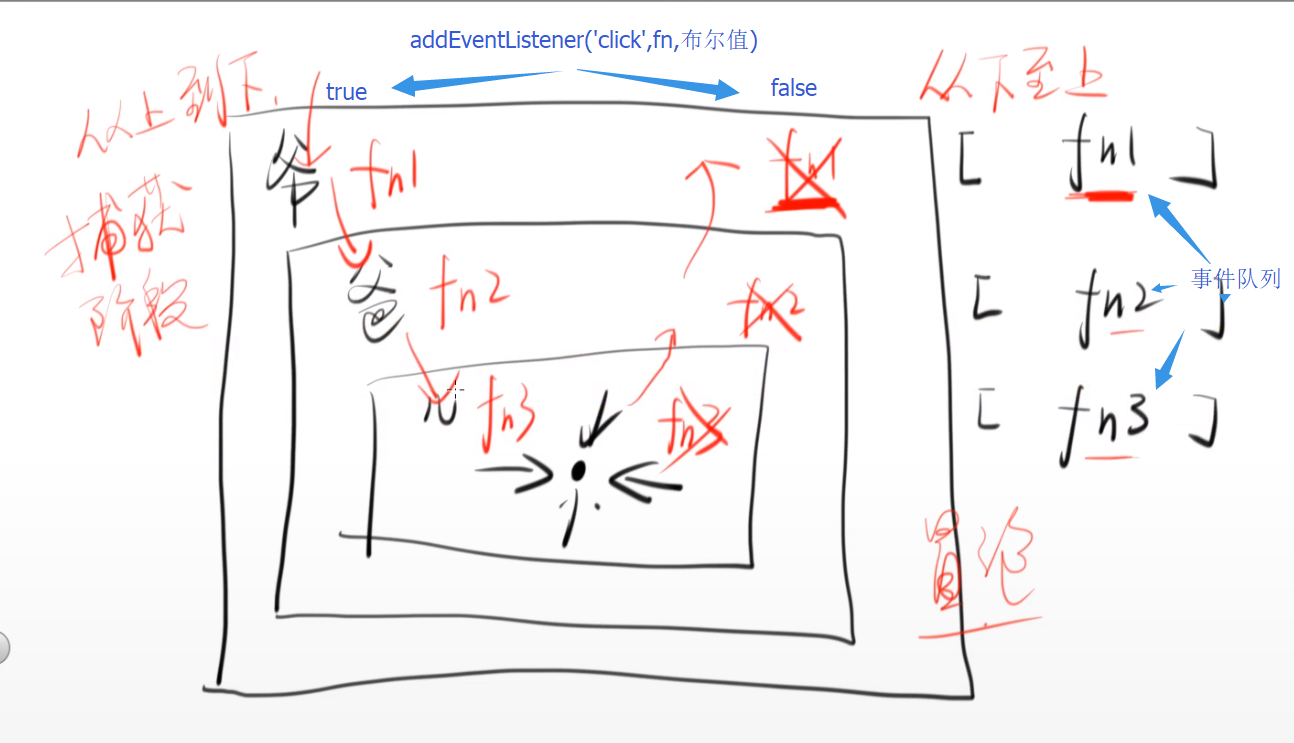 addEventListener('click',fn,布尔值)
true
false
从上到下.
从下至上
捕获
阶段
爷
fn1
fn1
[ fn1 ]
爸
fn2
fn2
[ fn2 ]
事件队列
儿
fn3
fn3
[ fn3 ]
冒泡